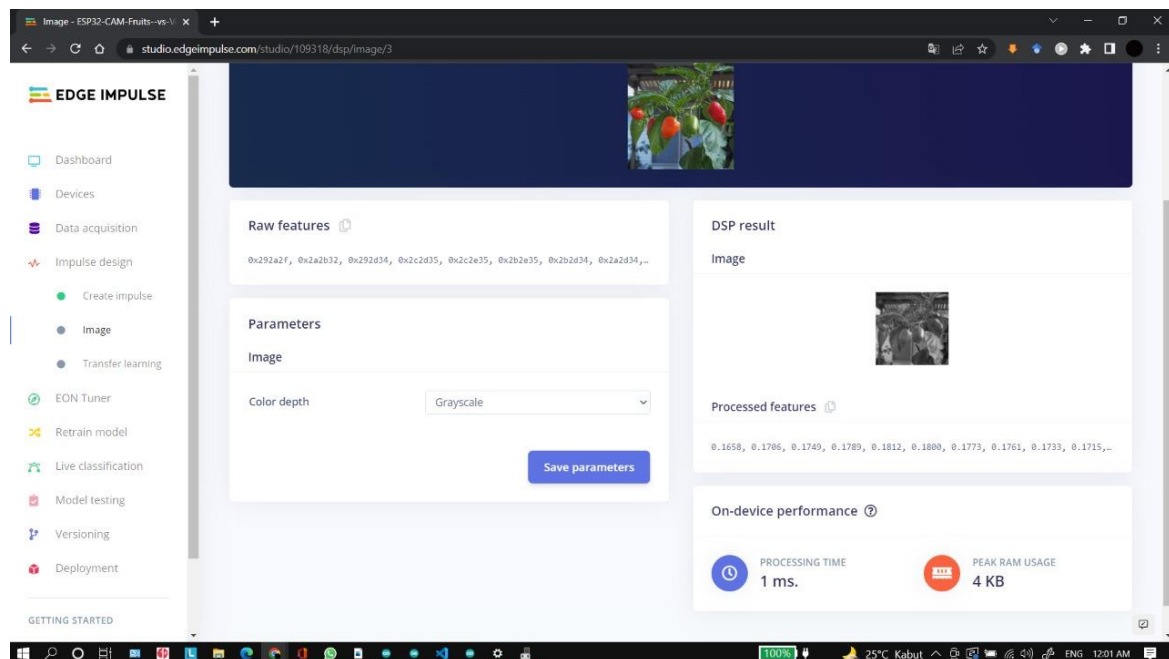 Image - ESP32-CAM-Fruits--vs-V
studio.edgeimpulse.com/studio/109318/dsp/image/3
EDGE IMPULSE
Dashboard
Devices
Data acquisition
Impulse design
Create impulse
Image
Transfer learning
EON Tuner
Retrain model
Live classification
Model testing
Versioning
Deployment
GETTING STARTED
Raw features
0x292a2f, 0x2a2b32, 0x292d34, 0x2c2d35, 0x2c2e35, 0x2b2e35, 0x2b2d34, 0x2a2d34,…
Parameters
Image
Color depth
Grayscale
Save parameters
DSP result
Image
Processed features
0.1658, 0.1706, 0.1749, 0.1789, 0.1812, 0.1800, 0.1773, 0.1761, 0.1733, 0.1715,…
On-device performance
PROCESSING TIME
1 ms.
PEAK RAM USAGE
4 KB
100%
25°C Kabut
ENG
12:01 AM